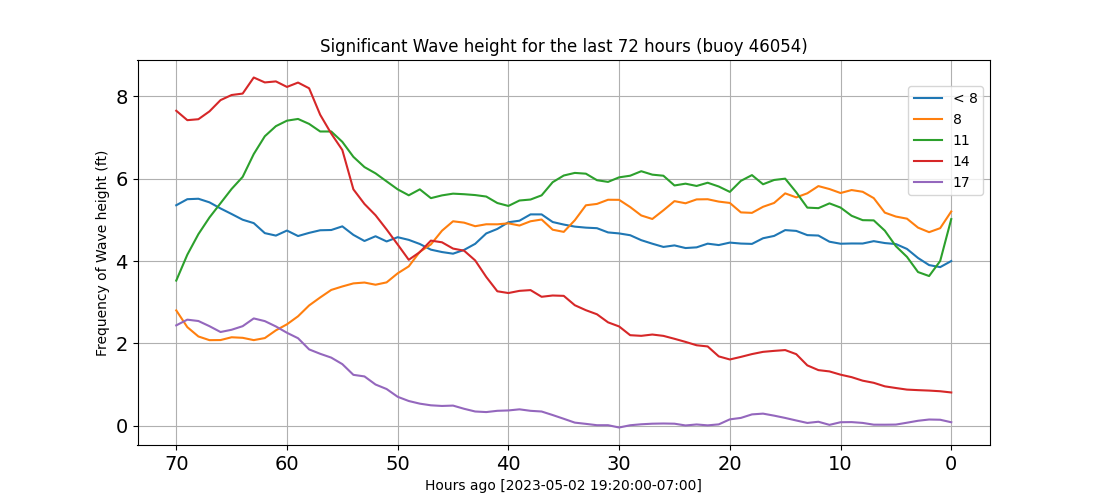 Significant Wave height for the last 72 hours (buoy 46054)
Frequency of Wave height (ft)
8
6
4
2
0
< 8
8
11
14
17
70 60 50 40 30 20 10 0
Hours ago [2023-05-02 19:20:00-07:00]